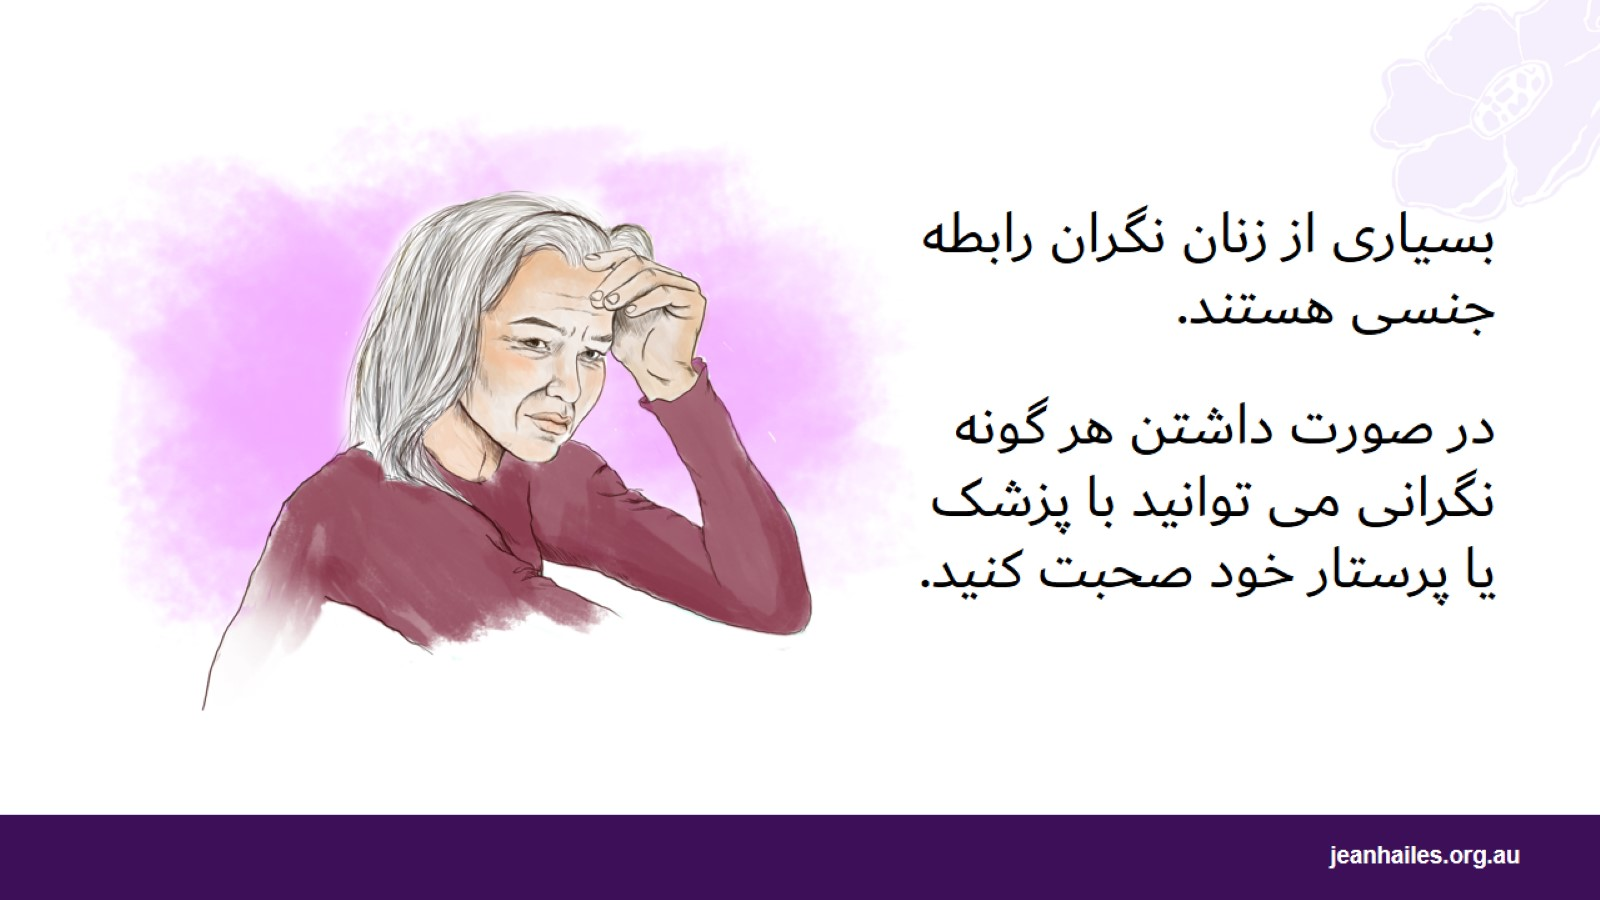 بسیاری از زنان نگران رابطه
جنسی هستند.
در صورت داشتن هر گونه
نگرانی می توانید با پزشک
یا پرستار خود صحبت کنید.
jeanhailes.org.au